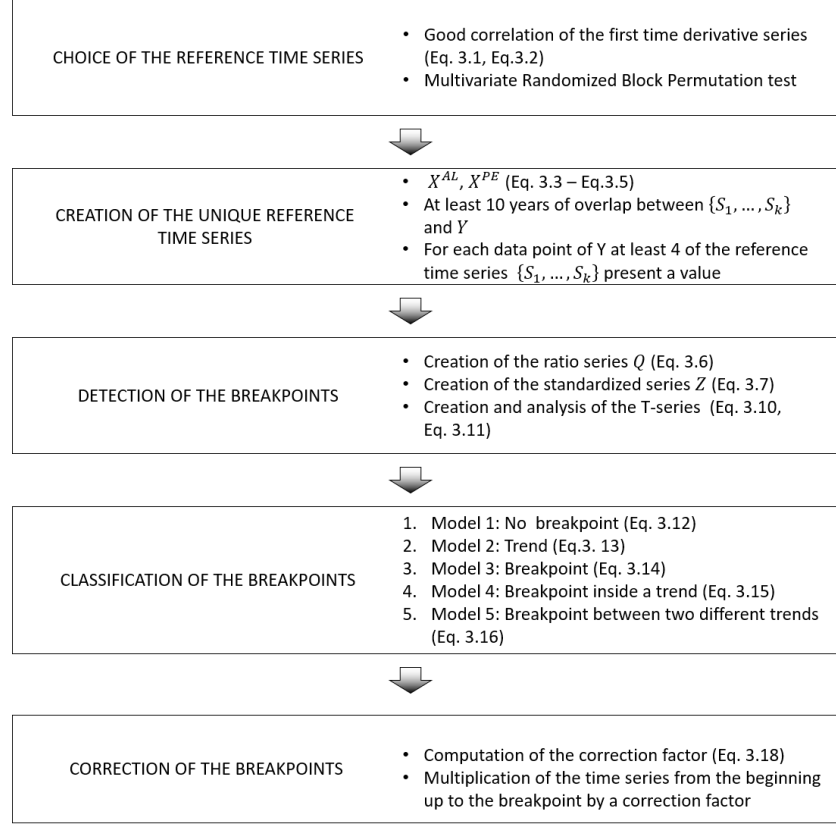 CHOICE OF THE REFERENCE TIME SERIES
• Good correlation of the first time derivative series
(Eq. 3.1, Eq.3.2)
• Multivariate Randomized Block Permutation test
CREATION OF THE UNIQUE REFERENCE
TIME SERIES
• X^{AL}, X^{PE} (Eq. 3.3 – Eq.3.5)
• At least 10 years of overlap between {S₁, … , Sₖ}
and Y
• For each data point of Y at least 4 of the reference
time series {S₁, … , Sₖ} present a value
DETECTION OF THE BREAKPOINTS
• Creation of the ratio series Q (Eq. 3.6)
• Creation of the standardized series Z (Eq. 3.7)
• Creation and analysis of the T-series (Eq. 3.10,
Eq. 3.11)
CLASSIFICATION OF THE BREAKPOINTS
1. Model 1: No breakpoint (Eq. 3.12)
2. Model 2: Trend (Eq.3. 13)
3. Model 3: Breakpoint (Eq. 3.14)
4. Model 4: Breakpoint inside a trend (Eq. 3.15)
5. Model 5: Breakpoint between two different trends
(Eq. 3.16)
CORRECTION OF THE BREAKPOINTS
• Computation of the correction factor (Eq. 3.18)
• Multiplication of the time series from the beginning
up to the breakpoint by a correction factor